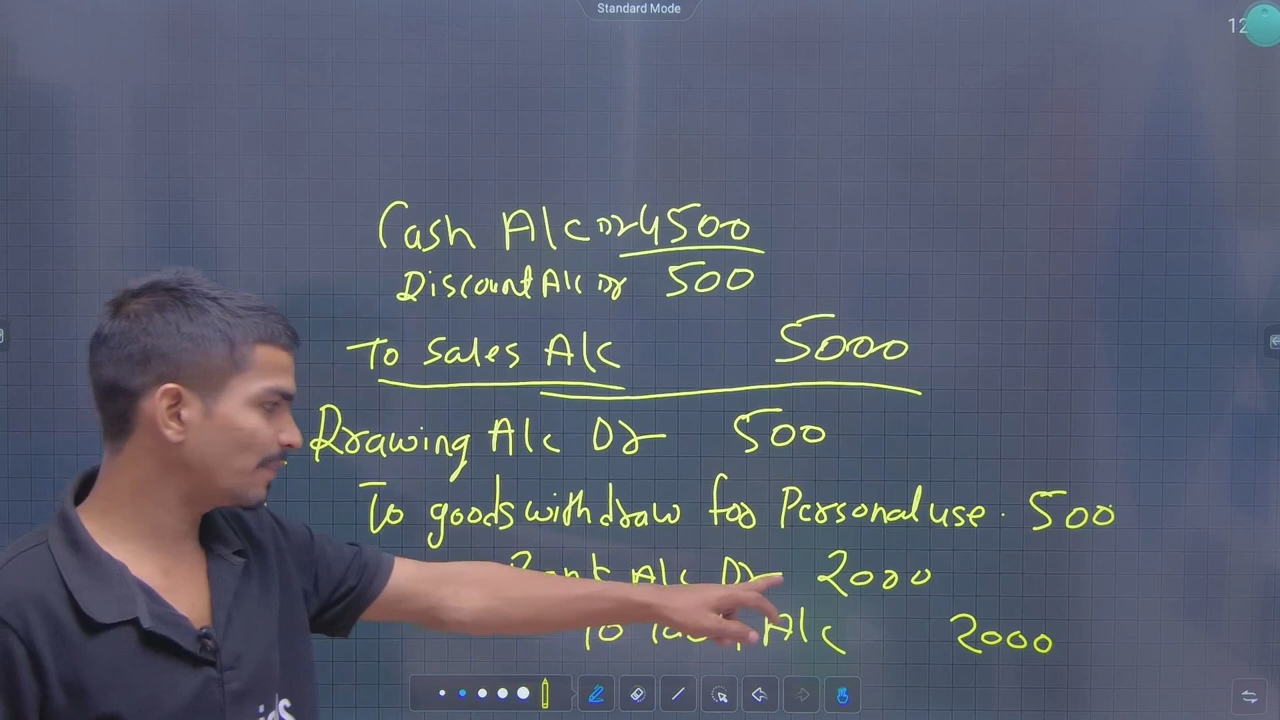 Standard Mode
12
Cash A/c Dr 4500
Discount A/c Dr 500
To Sales A/c 5000
Drawing A/c Dr 500
To goods withdraw for Personal use. 500
A/c Dr 2000
To A/c 2000